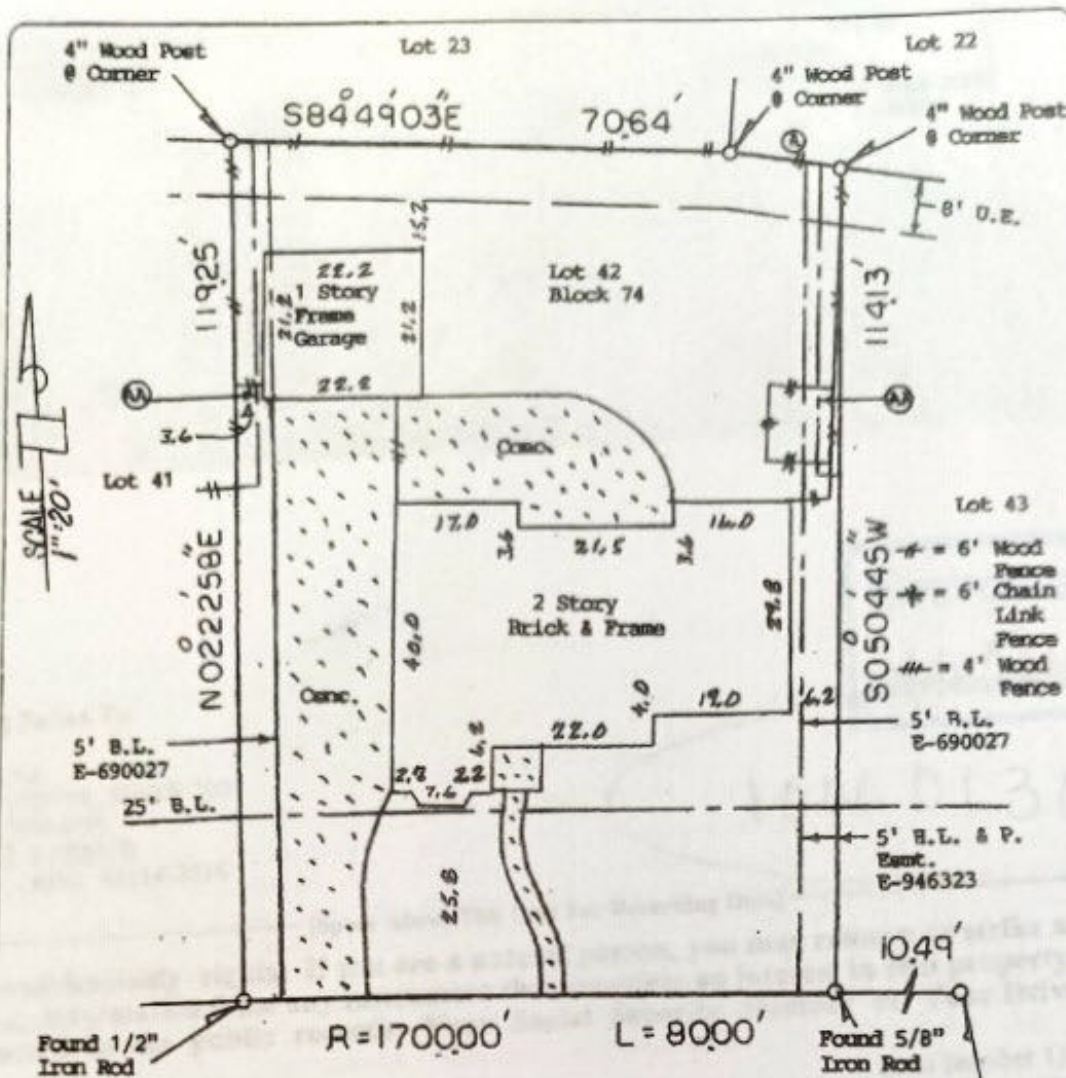 4" Wood Post
@ Corner
Lot 23
Lot 22
4" Wood Post
@ Corner
4" Wood Post
@ Corner
S84°49'03"E
70.64'
8' U.E.
119.25'
15.2
22.2
1 Story
Frame
Garage
21.2
21.2
22.2
Lot 42
Block 74
114.13'
3.6
SCALE
1":20'
Lot 41
Conc.
Lot 43
= 6' Wood
Fence
= 6' Chain
Link
Fence
= 4' Wood
Fence
N02°22'58"E
17.0
3.6
21.5
3.6
2 Story
Brick & Frame
29.8
S05°04'45"W
40.0
Conc.
4.0
19.0
6.2
6.2
22.0
5' B.L.
E-690027
5' B.L.
E-690027
2.8
7.6
2.2
25' B.L.
5' B.L. & P.
Esmt.
E-946323
25.8
10.49'
Found 1/2"
Iron Rod
R=1700.00'
L=80.00'
Found 5/8"
Iron Rod